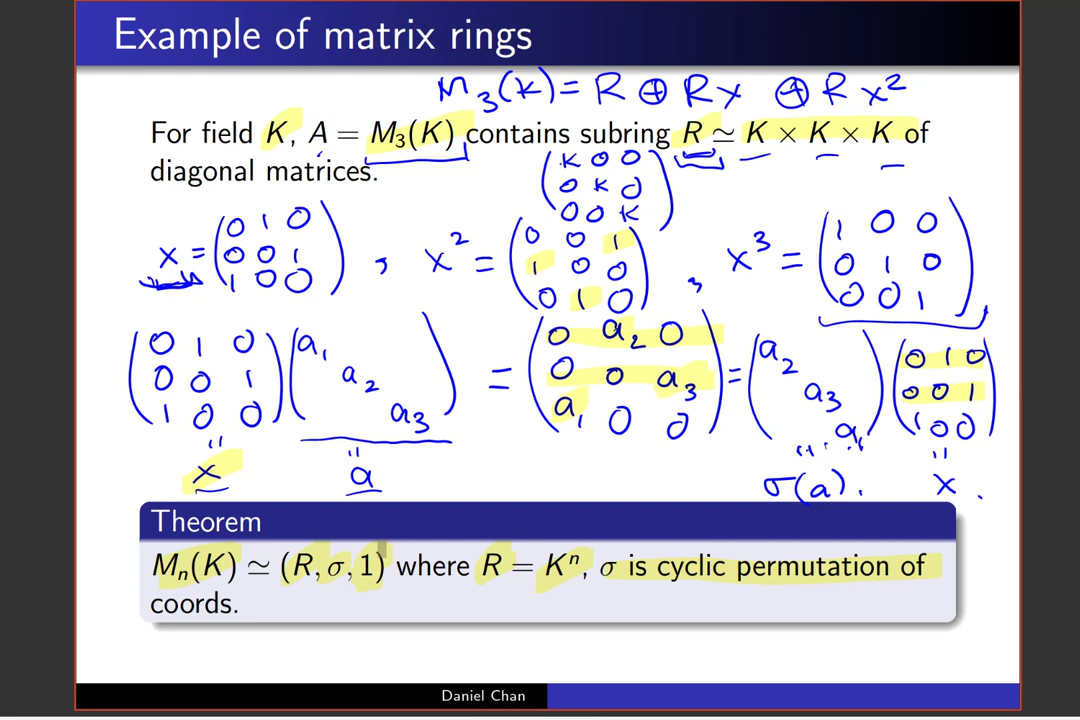 Example of matrix rings
M₃(K) = R ⊕ Rx ⊕ Rx²
For field K, A = M₃(K) contains subring R ≃ K × K × K of
diagonal matrices.
(K 0 0
0 K 0
0 0 K)
x = (0 1 0
0 0 1
1 0 0) , x² = (0 0 1
1 0 0
0 1 0) , x³ = (1 0 0
0 1 0
0 0 1)
(0 1 0
0 0 1
1 0 0) (a₁
a₂
a₃) = (0 a₂ 0
0 0 a₃
a₁ 0 0) = (a₂
a₃
a₁) (0 1 0
0 0 1
1 0 0)
" " " "
x a σ(a). x.
Theorem
Mₙ(K) ≃ (R, σ, 1) where R = Kⁿ, σ is cyclic permutation of
coords.
Daniel Chan